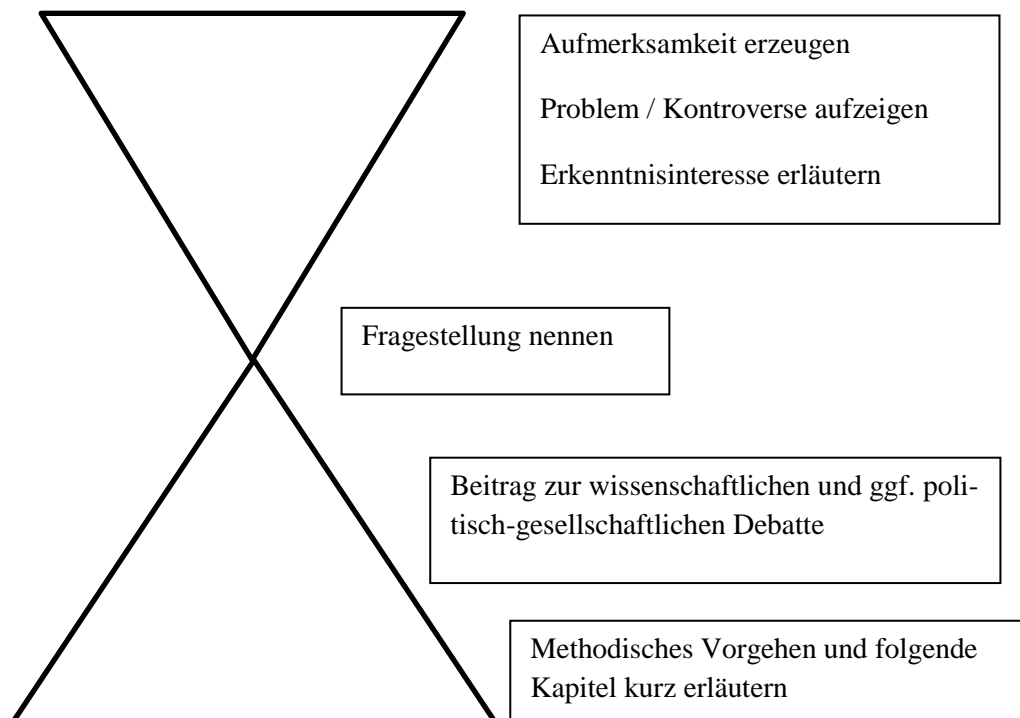 Aufmerksamkeit erzeugen
Problem / Kontroverse aufzeigen
Erkenntnisinteresse erläutern
Fragestellung nennen
Beitrag zur wissenschaftlichen und ggf. poli-
tisch-gesellschaftlichen Debatte
Methodisches Vorgehen und folgende
Kapitel kurz erläutern